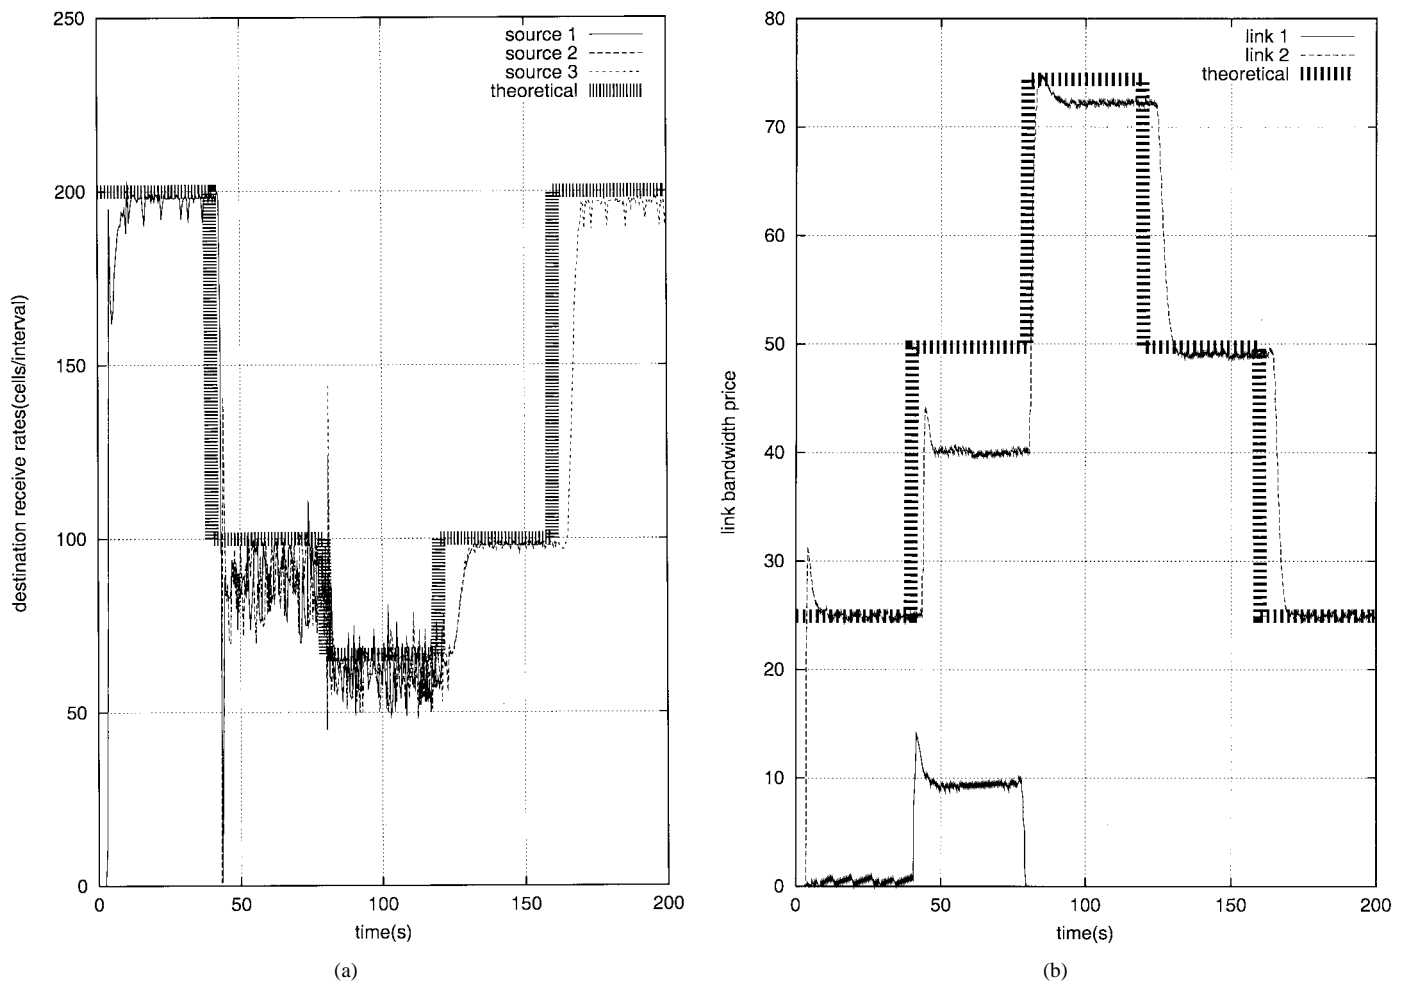 250
200
150
100
50
0
0 50 100 150 200
destination receive rates(cells/interval)
time(s)
source 1
source 2
source 3
theoretical
(a)
80
70
60
50
40
30
20
10
0
0 50 100 150 200
link bandwidth price
time(s)
link 1
link 2
theoretical
(b)